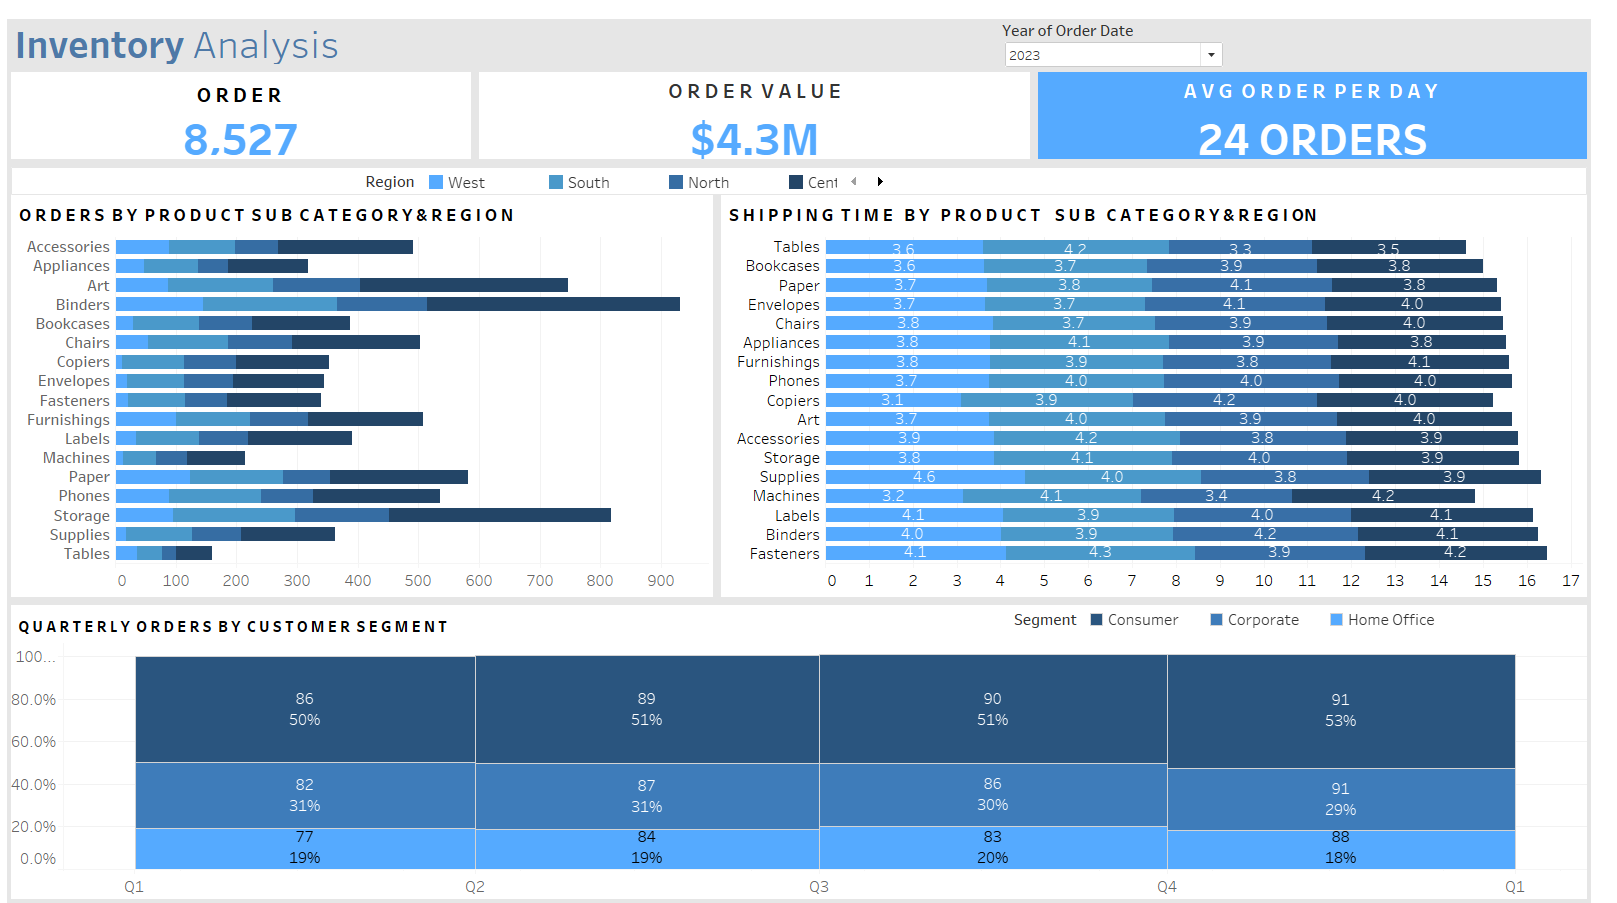 Inventory Analysis
Year of Order Date
2023
ORDER
8,527
ORDER VALUE
$4.3M
AVG ORDER PER DAY
24 ORDERS
Region West South North Cent
ORDERS BY PRODUCT SUB CATEGORY&REGION
Accessories
Appliances
Art
Binders
Bookcases
Chairs
Copiers
Envelopes
Fasteners
Furnishings
Labels
Machines
Paper
Phones
Storage
Supplies
Tables
0 100 200 300 400 500 600 700 800 900
SHIPPING TIME BY PRODUCT SUB CATEGORY&REGION
Tables 3.6 4.2 3.3 3.5
Bookcases 3.6 3.7 3.9 3.8
Paper 3.7 3.8 4.1 3.8
Envelopes 3.7 3.7 4.1 4.0
Chairs 3.8 3.7 3.9 4.0
Appliances 3.8 4.1 3.9 3.8
Furnishings 3.8 3.9 3.8 4.1
Phones 3.7 4.0 4.0 4.0
Copiers 3.1 3.9 4.2 4.0
Art 3.7 4.0 3.9 4.0
Accessories 3.9 4.2 3.8 3.9
Storage 3.8 4.1 4.0 3.9
Supplies 4.6 4.0 3.8 3.9
Machines 3.2 4.1 3.4 4.2
Labels 4.1 3.9 4.0 4.1
Binders 4.0 3.9 4.2 4.1
Fasteners 4.1 4.3 3.9 4.2
0 1 2 3 4 5 6 7 8 9 10 11 12 13 14 15 16 17
QUARTERLY ORDERS BY CUSTOMER SEGMENT
Segment Consumer Corporate Home Office
100...
80.0%
60.0%
40.0%
20.0%
0.0%
86 89 90 91
50% 51% 51% 53%
82 87 86 91
31% 31% 30% 29%
77 84 83 88
19% 19% 20% 18%
Q1 Q2 Q3 Q4 Q1